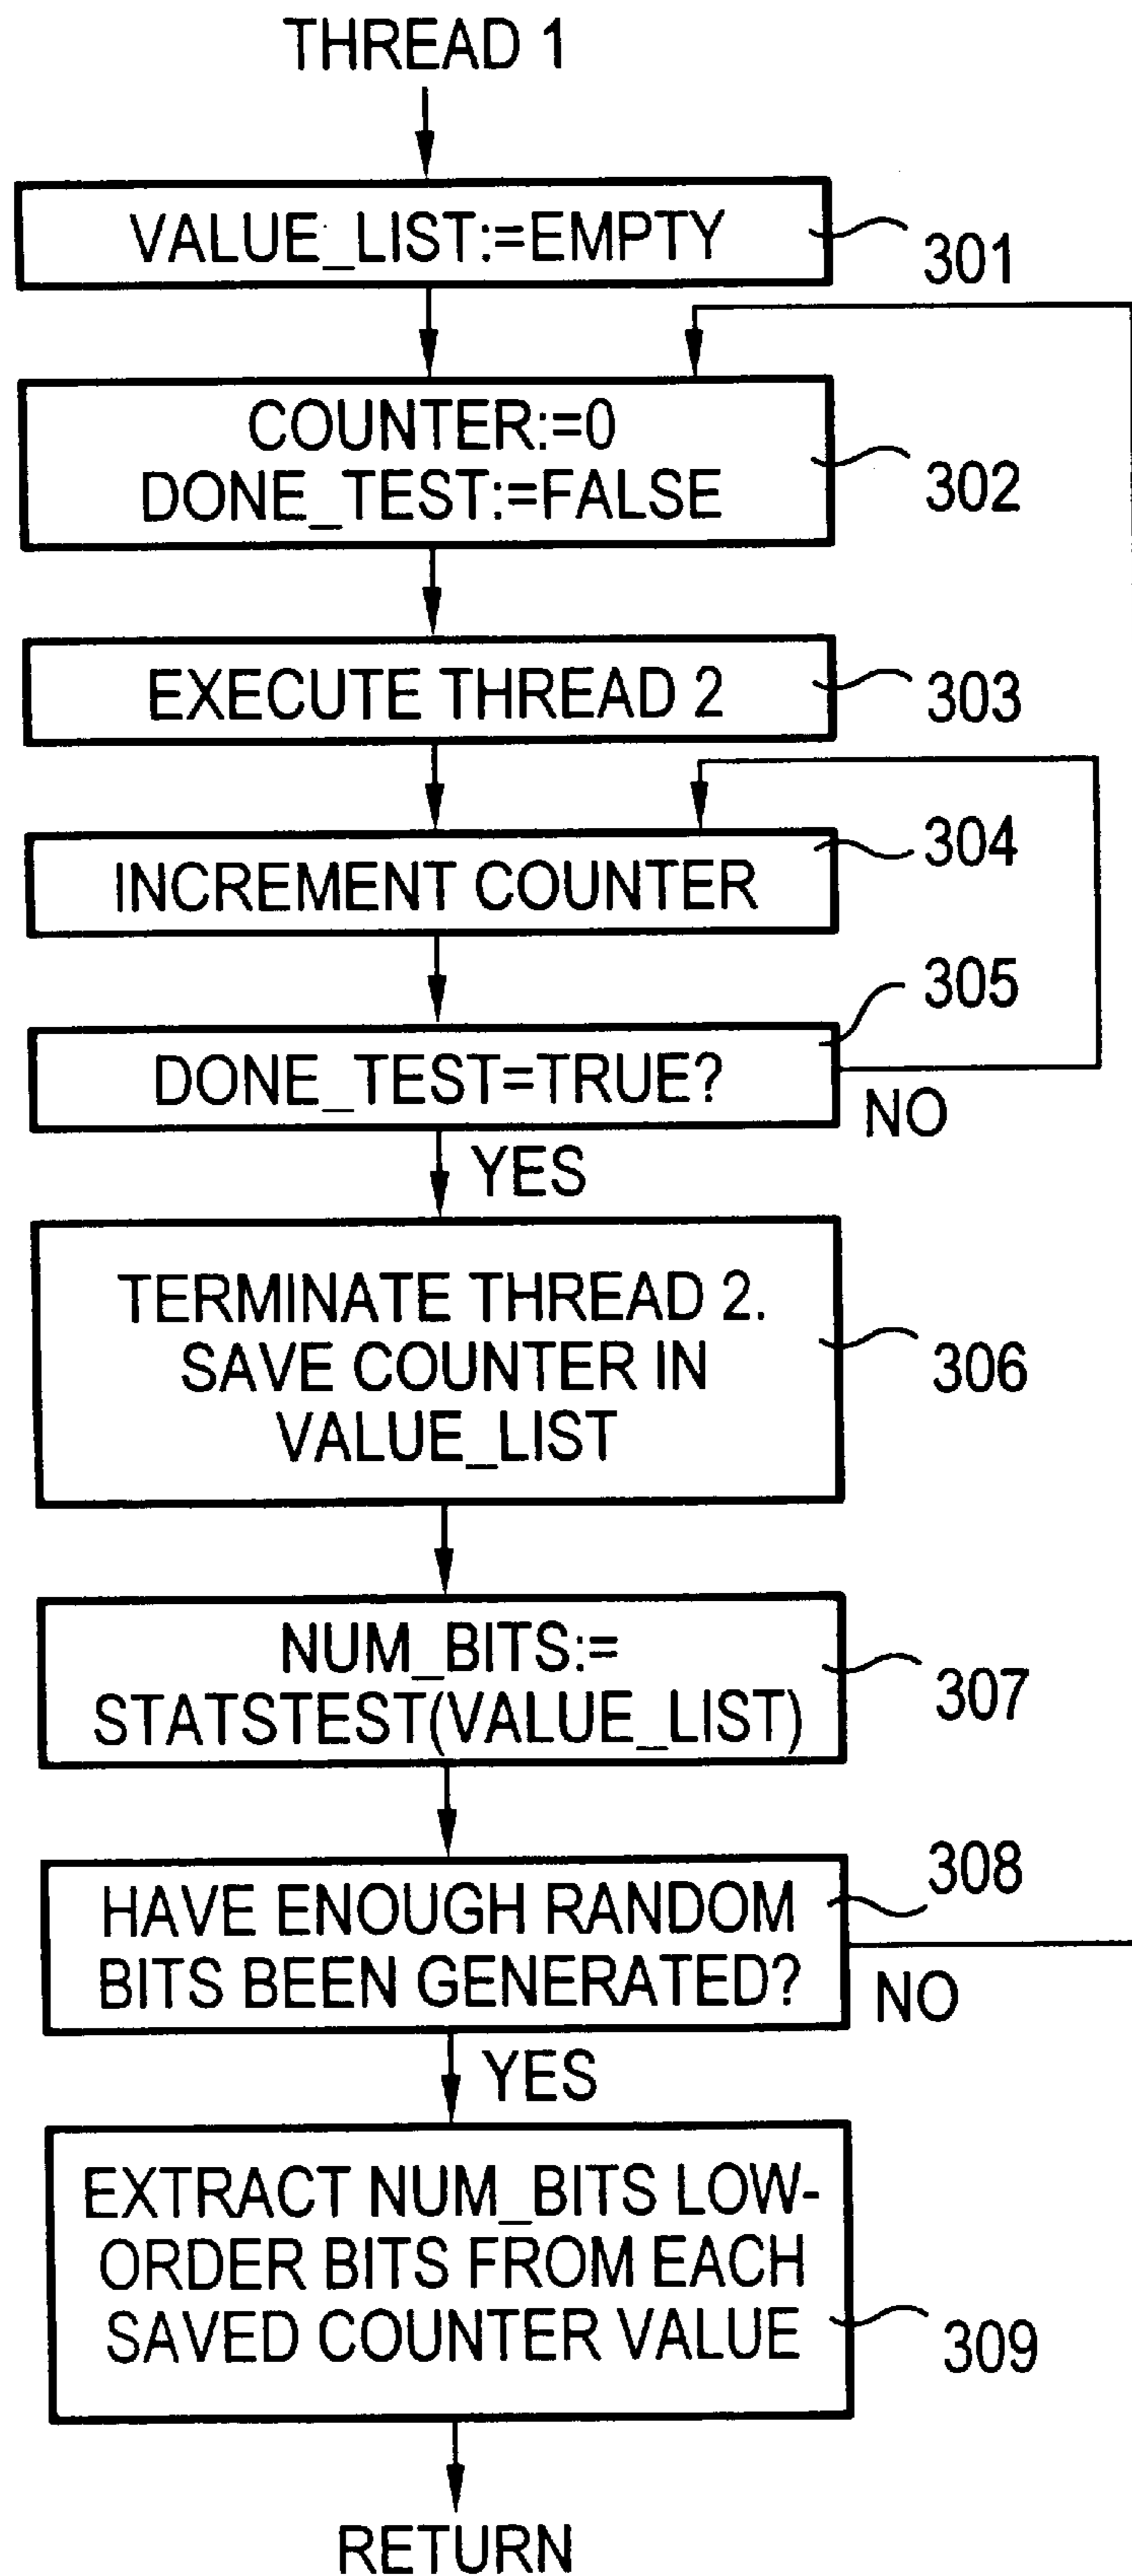 THREAD 1
VALUE_LIST:=EMPTY
301
COUNTER:=0
DONE_TEST:=FALSE
302
EXECUTE THREAD 2
303
INCREMENT COUNTER
304
DONE_TEST=TRUE?
305
NO
YES
TERMINATE THREAD 2.
SAVE COUNTER IN
VALUE_LIST
306
NUM_BITS:=
STATSTEST(VALUE_LIST)
307
HAVE ENOUGH RANDOM
BITS BEEN GENERATED?
308
NO
YES
EXTRACT NUM_BITS LOW-
ORDER BITS FROM EACH
SAVED COUNTER VALUE
309
RETURN